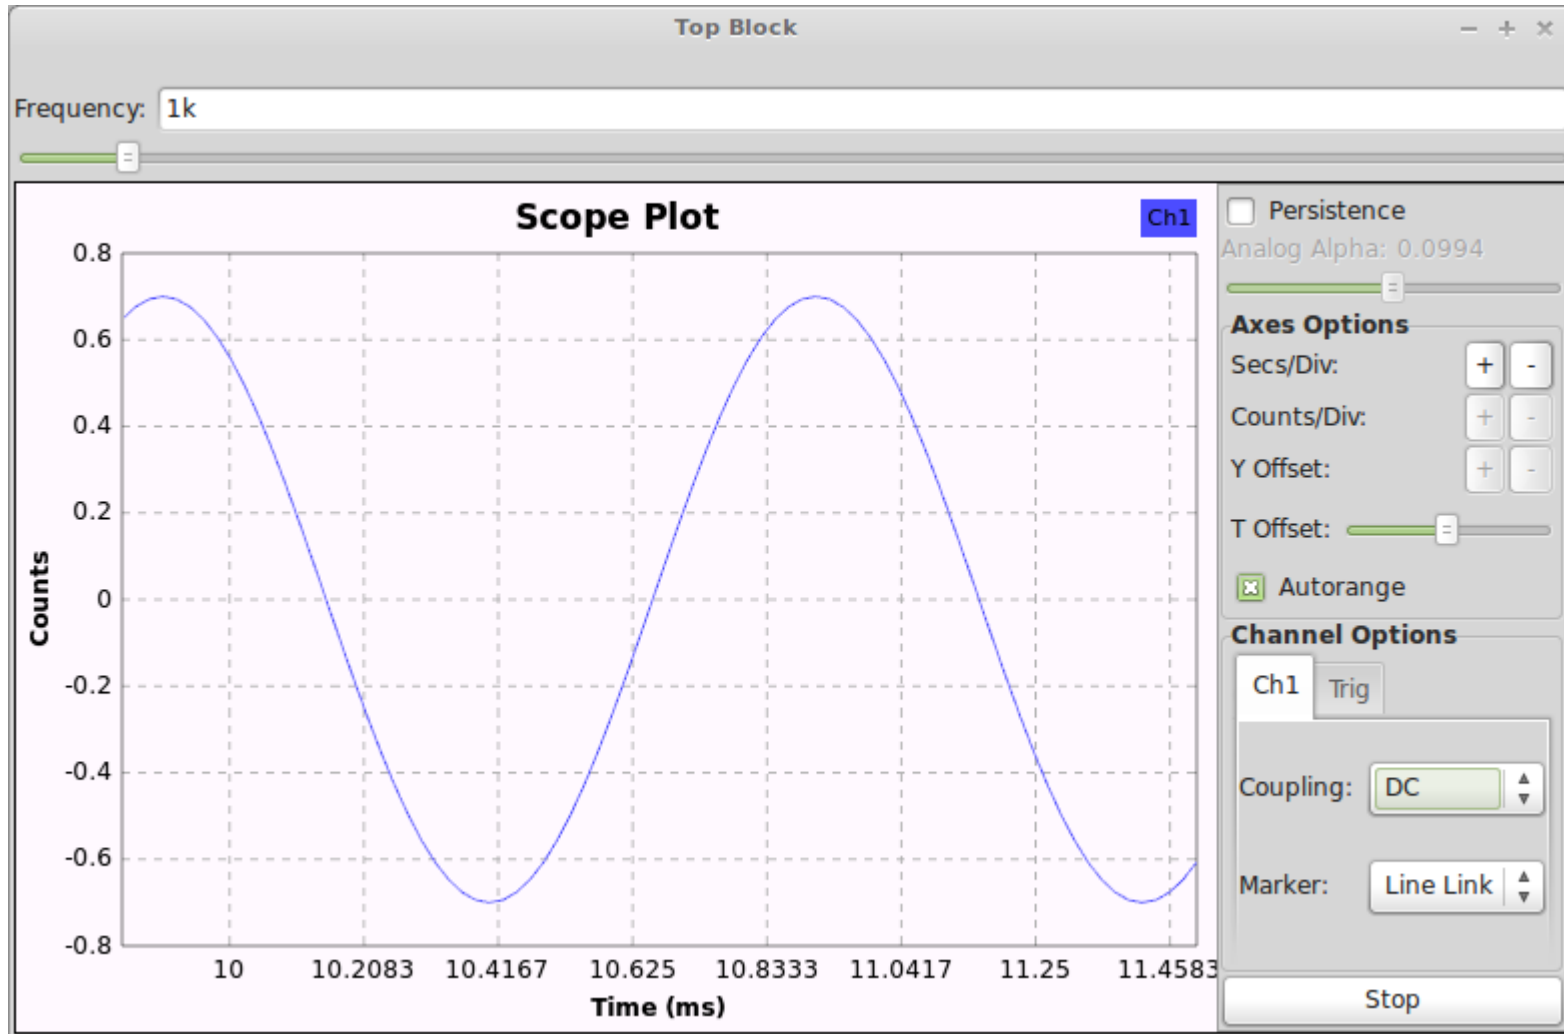 Top Block
Frequency: 1k
Scope Plot
Ch1
0.8
0.6
0.4
0.2
0
-0.2
-0.4
-0.6
-0.8
Counts
10 10.2083 10.4167 10.625 10.8333 11.0417 11.25 11.4583
Time (ms)
Persistence
Analog Alpha: 0.0994
Axes Options
Secs/Div: + -
Counts/Div: + -
Y Offset: + -
T Offset:
Autorange
Channel Options
Ch1 Trig
Coupling: DC
Marker: Line Link
Stop